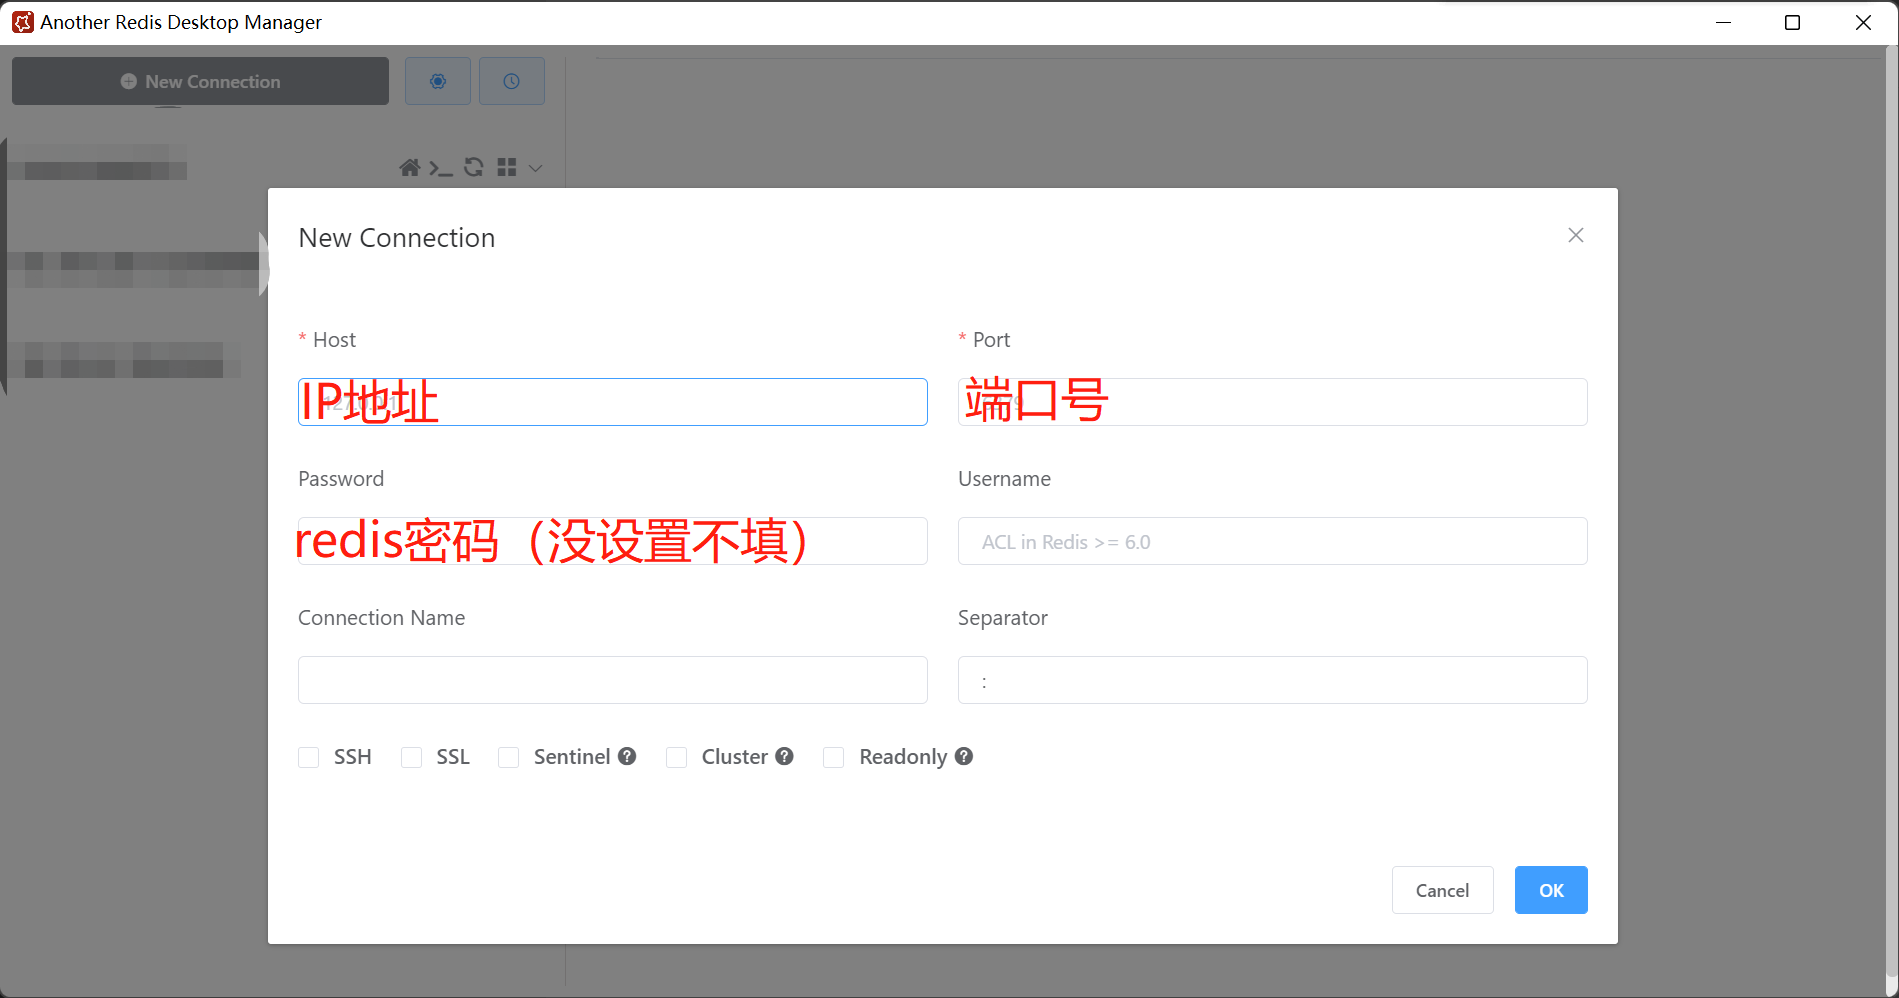 Another Redis Desktop Manager
New Connection
New Connection
* Host
* Port
IP地址
端口号
Password
Username
redis密码（没设置不填）
ACL in Redis >= 6.0
Connection Name
Separator
:
SSH
SSL
Sentinel
Cluster
Readonly
Cancel
OK